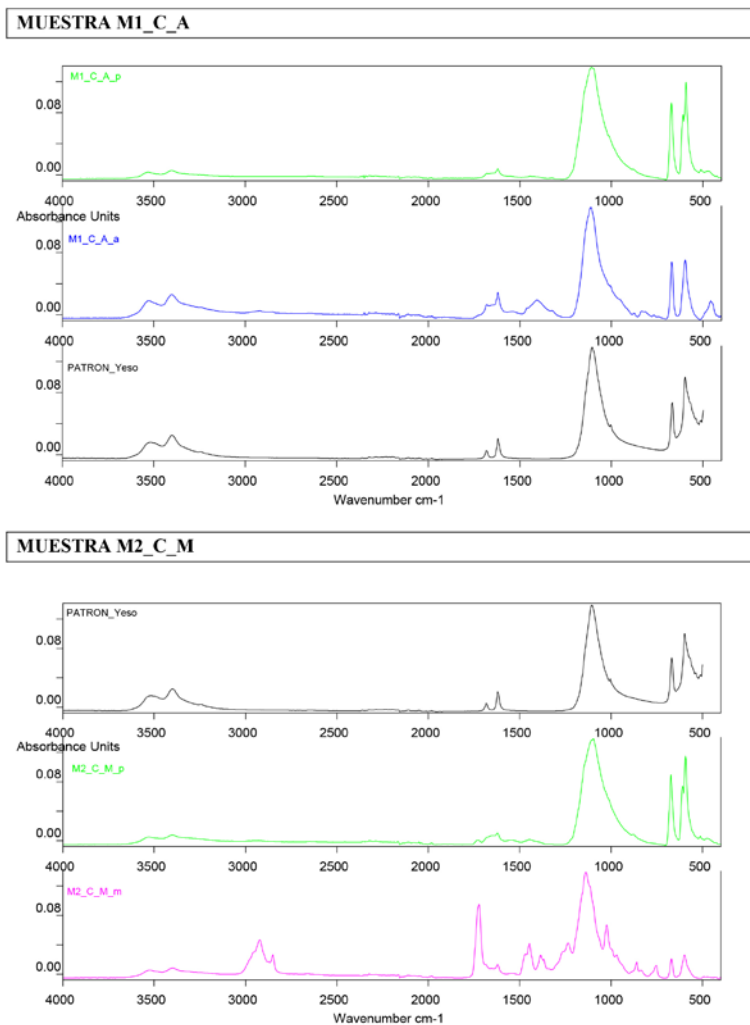 MUESTRA M1_C_A
M1_C_A_p
0.08
0.00
4000 3500 3000 2500 2000 1500 1000 500
Absorbance Units
M1_C_A_a
0.08
0.00
4000 3500 3000 2500 2000 1500 1000 500
PATRON_Yeso
0.08
0.00
4000 3500 3000 2500 2000 1500 1000 500
Wavenumber cm-1
MUESTRA M2_C_M
PATRON_Yeso
0.08
0.00
4000 3500 3000 2500 2000 1500 1000 500
Absorbance Units
M2_C_M_p
0.08
0.00
4000 3500 3000 2500 2000 1500 1000 500
M2_C_M_m
0.08
0.00
4000 3500 3000 2500 2000 1500 1000 500
Wavenumber cm-1